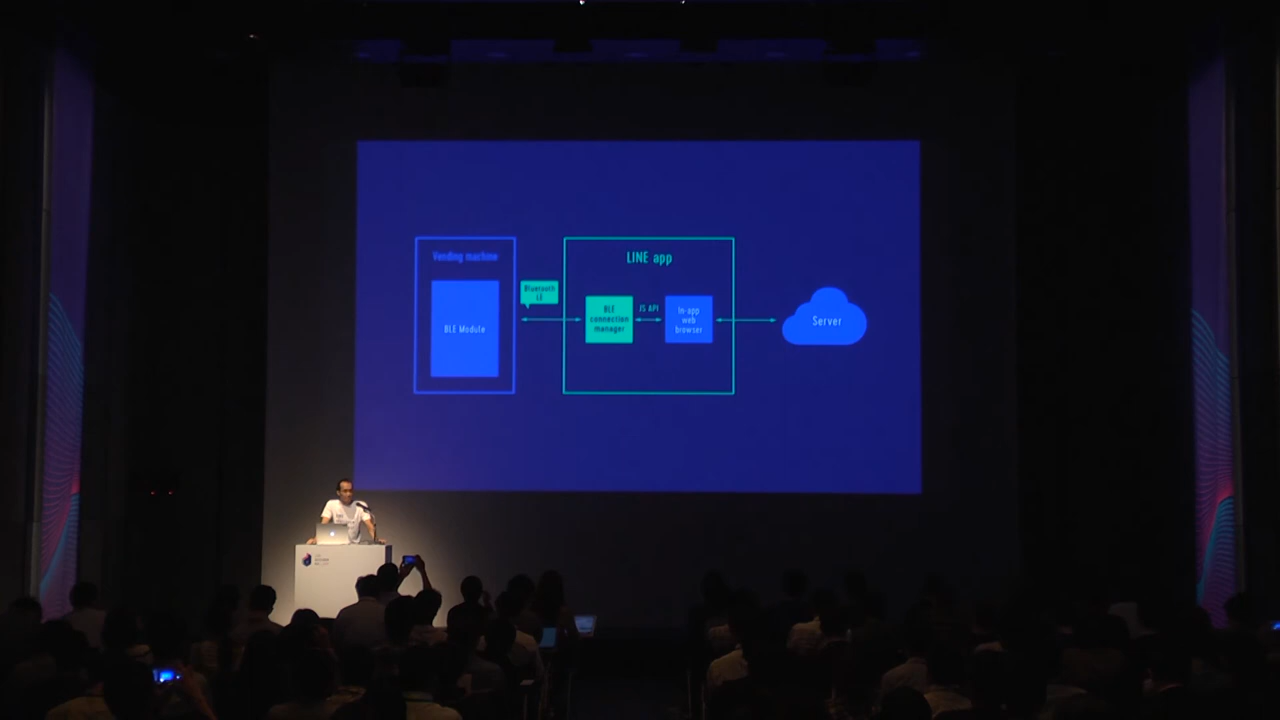 Vending machine
BLE Module
Bluetooth
LE
LINE app
BLE
connection
manager
JS API
In-app
web
browser
Server